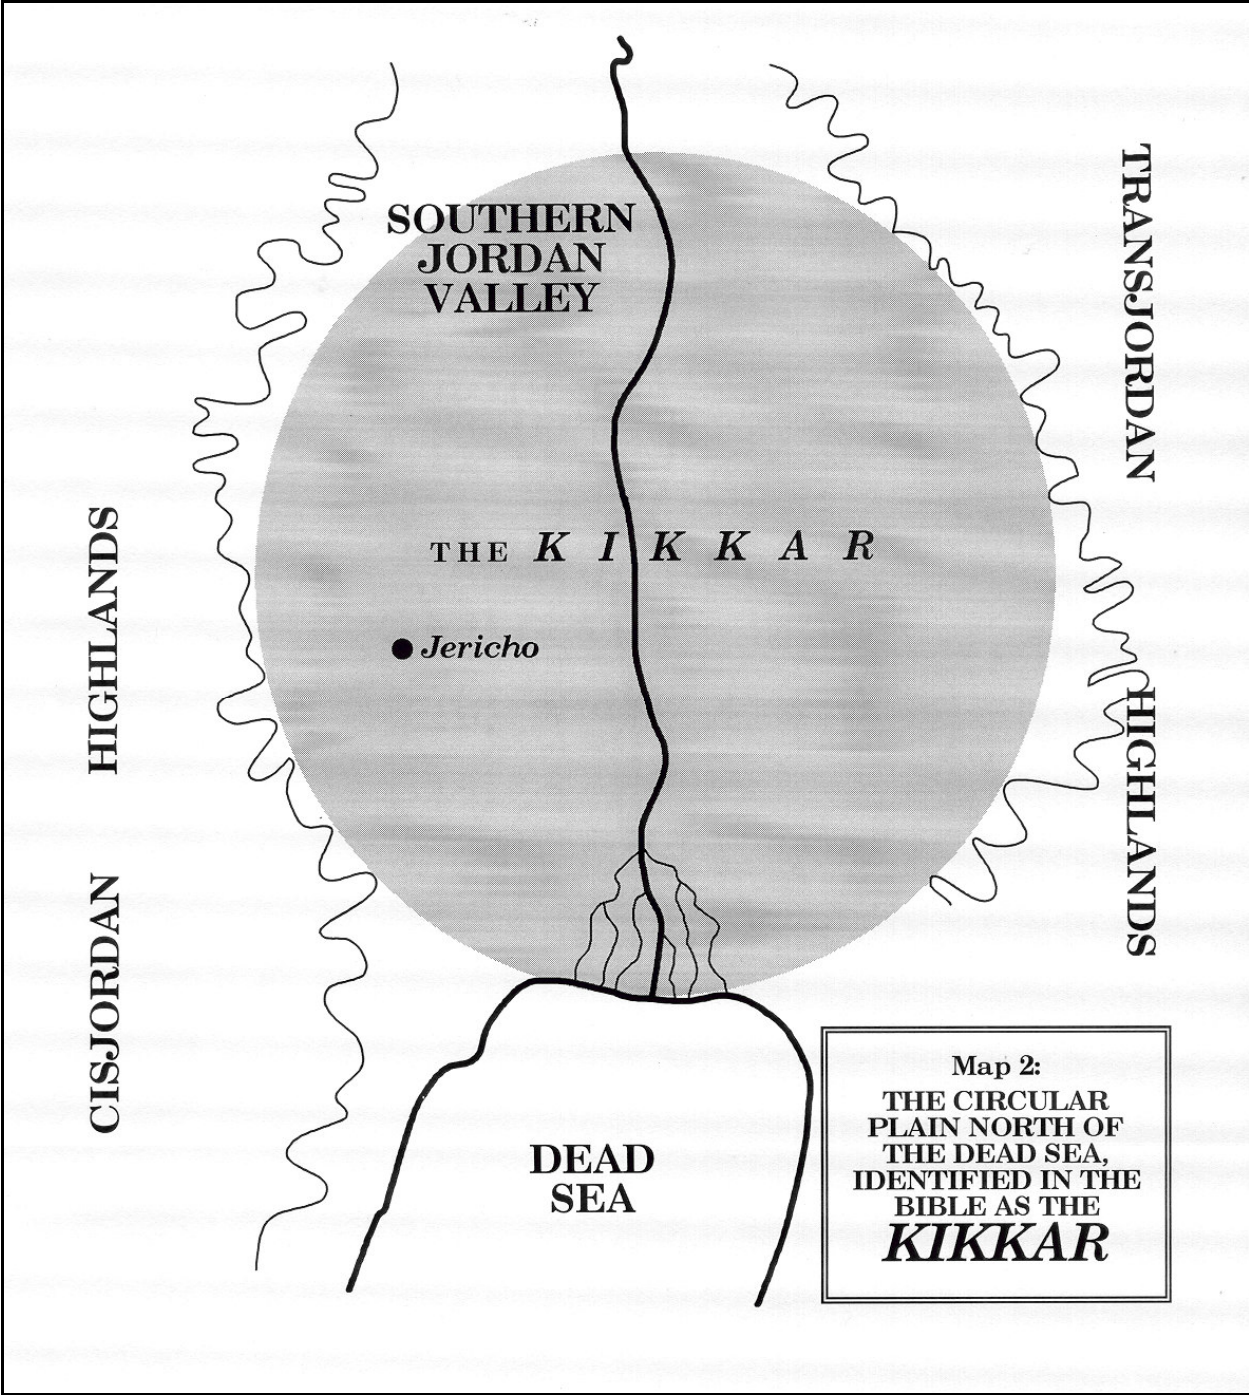 SOUTHERN
JORDAN
VALLEY
TRANSJORDAN
THE KIKKAR
Jericho
HIGHLANDS
HIGHLANDS
CISJORDAN
DEAD
SEA
Map 2:
THE CIRCULAR
PLAIN NORTH OF
THE DEAD SEA,
IDENTIFIED IN THE
BIBLE AS THE
KIKKAR